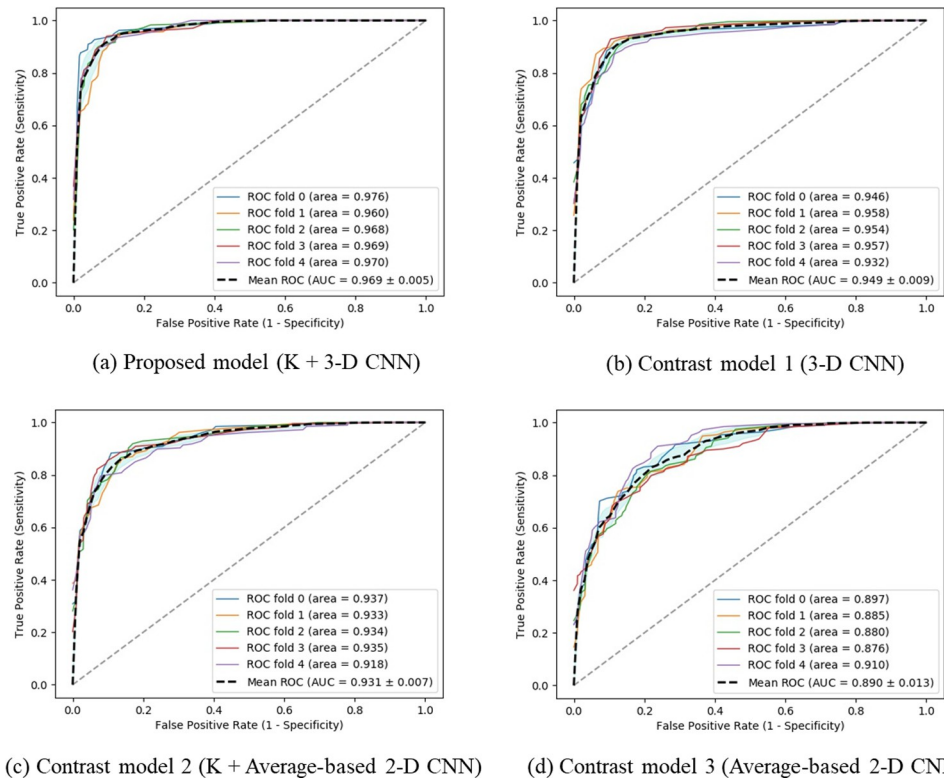 True Positive Rate (Sensitivity)
1.0
0.8
0.6
0.4
0.2
0.0
ROC fold 0 (area = 0.976)
ROC fold 1 (area = 0.960)
ROC fold 2 (area = 0.968)
ROC fold 3 (area = 0.969)
ROC fold 4 (area = 0.970)
Mean ROC (AUC = 0.969 ± 0.005)
0.0 0.2 0.4 0.6 0.8 1.0
False Positive Rate (1 - Specificity)
(a) Proposed model (K + 3-D CNN)
True Positive Rate (Sensitivity)
1.0
0.8
0.6
0.4
0.2
0.0
ROC fold 0 (area = 0.946)
ROC fold 1 (area = 0.958)
ROC fold 2 (area = 0.954)
ROC fold 3 (area = 0.957)
ROC fold 4 (area = 0.932)
Mean ROC (AUC = 0.949 ± 0.009)
0.0 0.2 0.4 0.6 0.8 1.0
False Positive Rate (1 - Specificity)
(b) Contrast model 1 (3-D CNN)
True Positive Rate (Sensitivity)
1.0
0.8
0.6
0.4
0.2
0.0
ROC fold 0 (area = 0.937)
ROC fold 1 (area = 0.933)
ROC fold 2 (area = 0.934)
ROC fold 3 (area = 0.935)
ROC fold 4 (area = 0.918)
Mean ROC (AUC = 0.931 ± 0.007)
0.0 0.2 0.4 0.6 0.8 1.0
False Positive Rate (1 - Specificity)
(c) Contrast model 2 (K + Average-based 2-D CNN)
True Positive Rate (Sensitivity)
1.0
0.8
0.6
0.4
0.2
0.0
ROC fold 0 (area = 0.897)
ROC fold 1 (area = 0.885)
ROC fold 2 (area = 0.880)
ROC fold 3 (area = 0.876)
ROC fold 4 (area = 0.910)
Mean ROC (AUC = 0.890 ± 0.013)
0.0 0.2 0.4 0.6 0.8 1.0
False Positive Rate (1 - Specificity)
(d) Contrast model 3 (Average-based 2-D